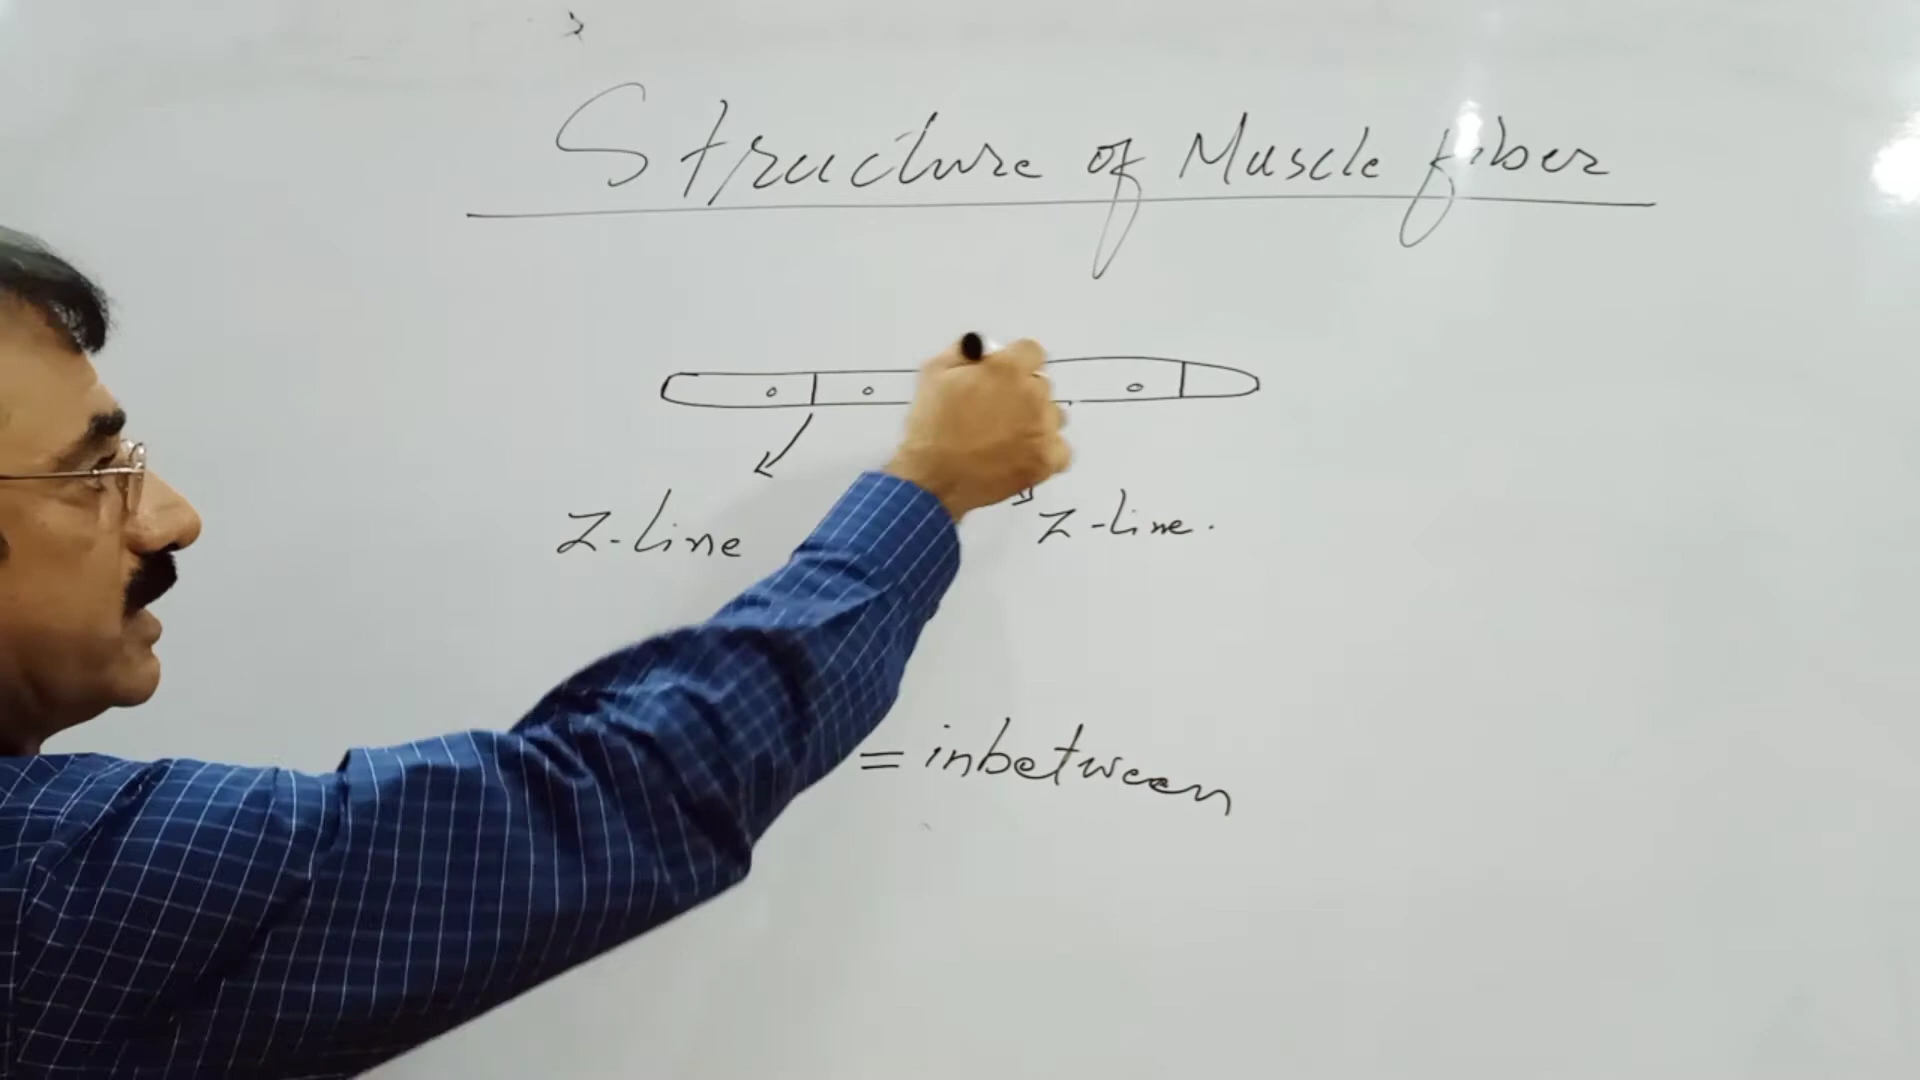 Structure of Muscle fiber
Z-Line Z-Line.
= inbetween